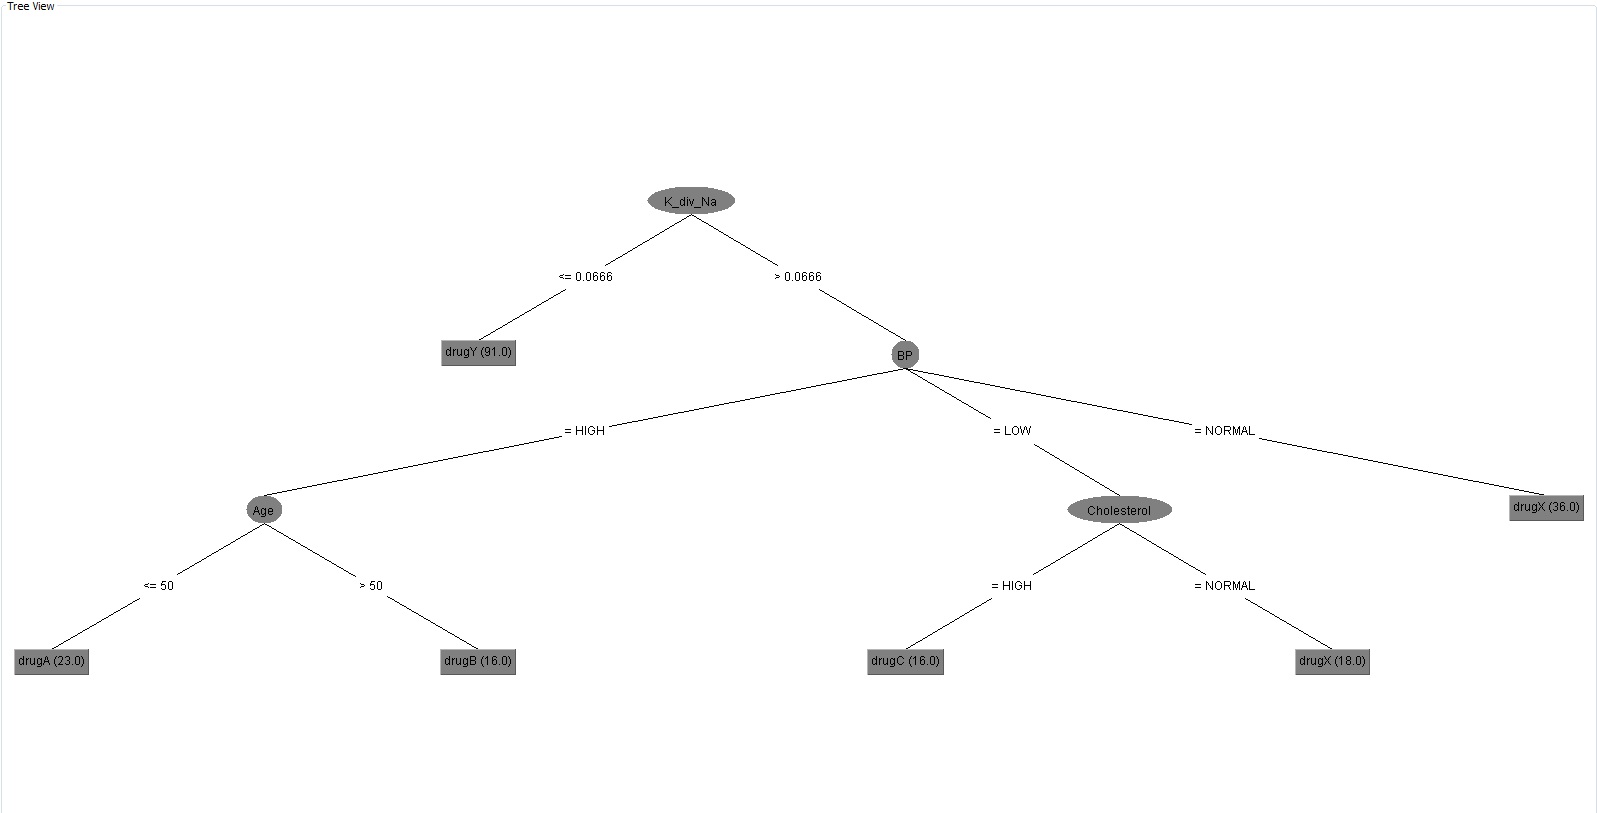 Tree View
K_div_Na
<= 0.0666
> 0.0666
drugY (91.0)
BP
= HIGH
= LOW
= NORMAL
Age
Cholesterol
drugX (36.0)
<= 50
> 50
= HIGH
= NORMAL
drugA (23.0)
drugB (16.0)
drugC (16.0)
drugX (18.0)